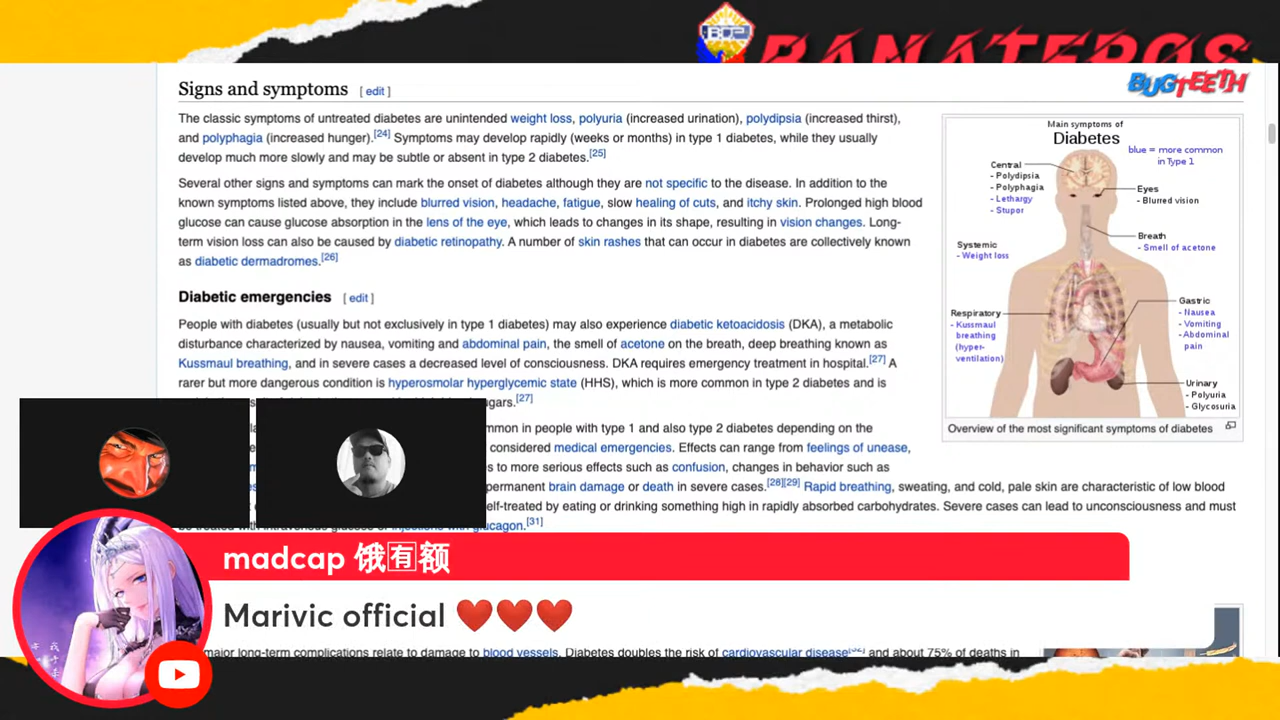 BANATEROS
BUGTEETH
Signs and symptoms [ edit ]
The classic symptoms of untreated diabetes are unintended weight loss, polyuria (increased urination), polydipsia (increased thirst),
and polyphagia (increased hunger).[24] Symptoms may develop rapidly (weeks or months) in type 1 diabetes, while they usually
develop much more slowly and may be subtle or absent in type 2 diabetes.[25]
Several other signs and symptoms can mark the onset of diabetes although they are not specific to the disease. In addition to the
known symptoms listed above, they include blurred vision, headache, fatigue, slow healing of cuts, and itchy skin. Prolonged high blood
glucose can cause glucose absorption in the lens of the eye, which leads to changes in its shape, resulting in vision changes. Long-
term vision loss can also be caused by diabetic retinopathy. A number of skin rashes that can occur in diabetes are collectively known
as diabetic dermadromes.[26]
Diabetic emergencies [ edit ]
People with diabetes (usually but not exclusively in type 1 diabetes) may also experience diabetic ketoacidosis (DKA), a metabolic
disturbance characterized by nausea, vomiting and abdominal pain, the smell of acetone on the breath, deep breathing known as
Kussmaul breathing, and in severe cases a decreased level of consciousness. DKA requires emergency treatment in hospital.[27] A
rarer but more dangerous condition is hyperosmolar hyperglycemic state (HHS), which is more common in type 2 diabetes and is
[27]
in people with type 1 and also type 2 diabetes depending on the
considered medical emergencies. Effects can range from feelings of unease,
to more serious effects such as confusion, changes in behavior such as
permanent brain damage or death in severe cases.[28][29] Rapid breathing, sweating, and cold, pale skin are characteristic of low blood
by eating or drinking something high in rapidly absorbed carbohydrates. Severe cases can lead to unconsciousness and must
injections with glucagon.[31]
Main symptoms of
Diabetes
blue = more common
in Type 1
Central
- Polydipsia
- Polyphagia
- Lethargy
- Stupor
Eyes
- Blurred vision
Breath
- Smell of acetone
Systemic
- Weight loss
Respiratory
- Kussmaul
breathing
(hyper-
ventilation)
Gastric
- Nausea
- Vomiting
- Abdominal
pain
Urinary
- Polyuria
- Glycosuria
Overview of the most significant symptoms of diabetes
madcap 饿🈶额
Marivic official ❤️❤️❤️
major long-term complications relate to damage to blood vessels. Diabetes doubles the risk of cardiovascular disease[32] and about 75% of deaths in